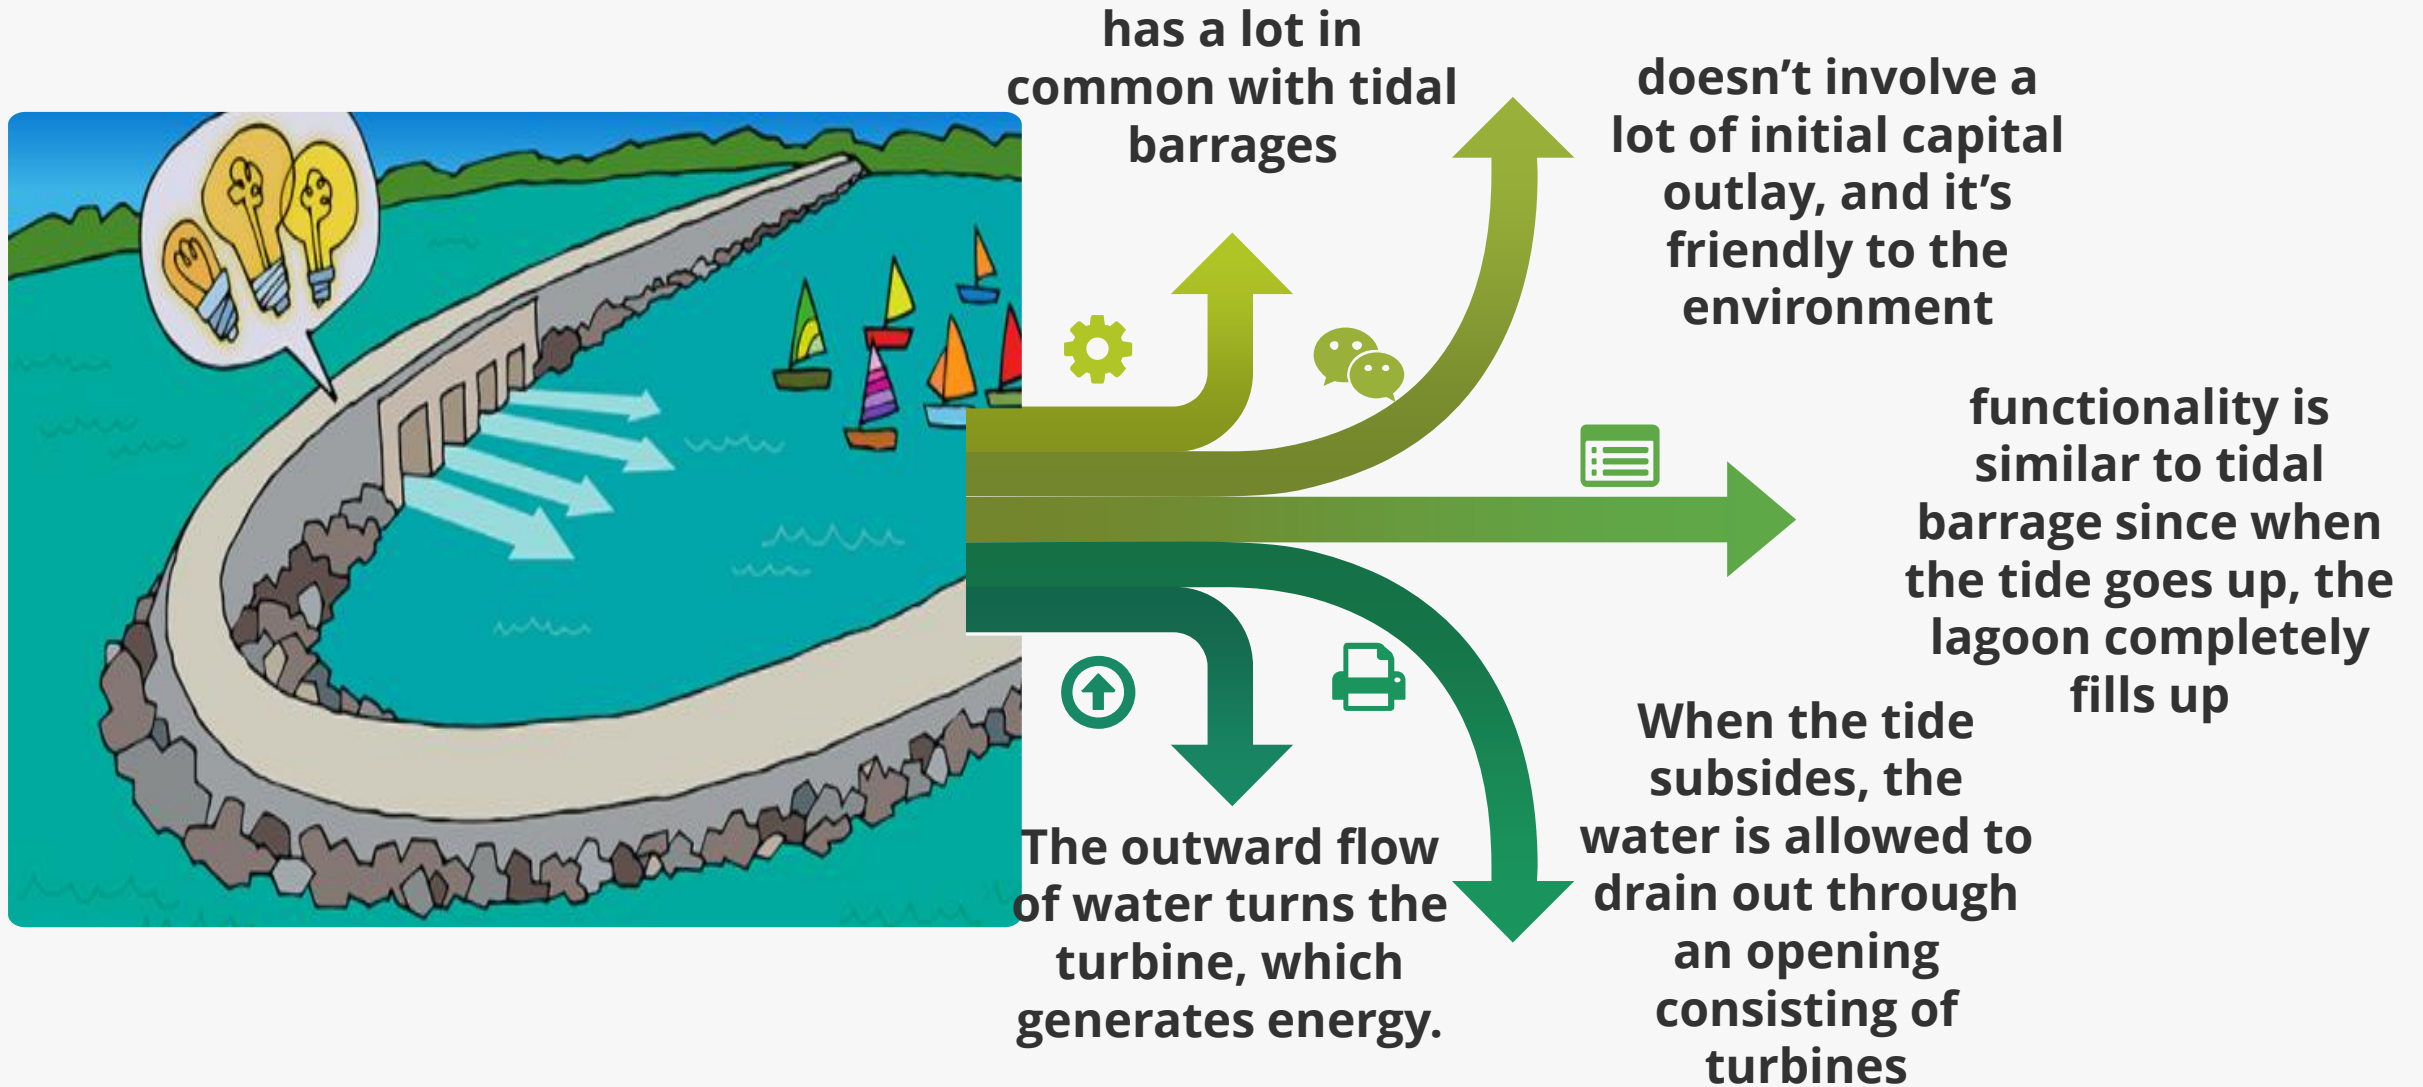 has a lot in
common with tidal
barrages
doesn’t involve a
lot of initial capital
outlay, and it’s
friendly to the
environment
functionality is
similar to tidal
barrage since when
the tide goes up, the
lagoon completely
fills up
When the tide
subsides, the
water is allowed to
drain out through
an opening
consisting of
turbines
The outward flow
of water turns the
turbine, which
generates energy.